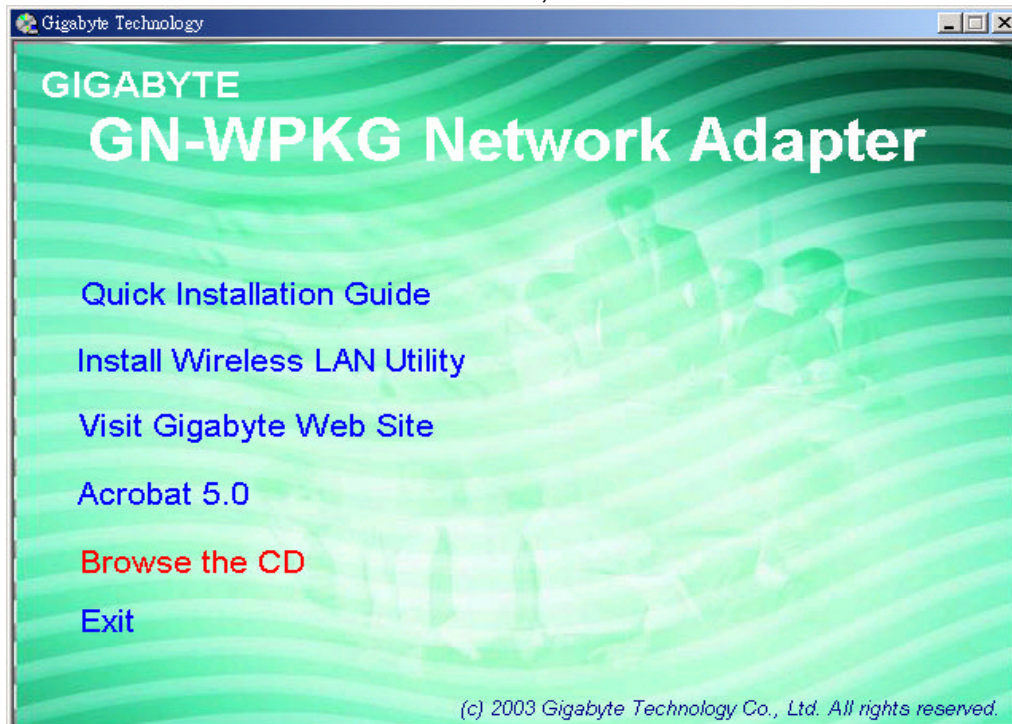 Gigabyte Technology
GIGABYTE
GN-WPKG Network Adapter
Quick Installation Guide
Install Wireless LAN Utility
Visit Gigabyte Web Site
Acrobat 5.0
Browse the CD
Exit
(c) 2003 Gigabyte Technology Co., Ltd. All rights reserved.